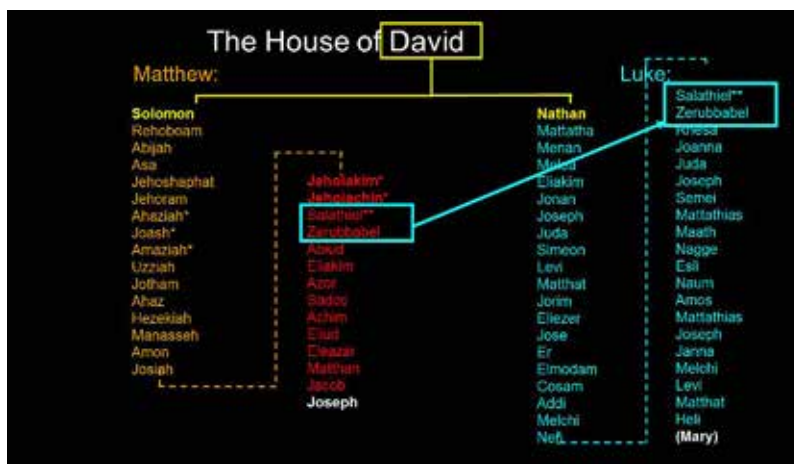 The House of David
Matthew:
Luke:
Solomon
Rehoboam
Abijah
Asa
Jehoshaphat
Jehoram
Ahaziah*
Joash*
Amaziah*
Uzziah
Jotham
Ahaz
Hezekiah
Manasseh
Amon
Josiah
Jehoiakim*
Jehoiachin*
Salathiel**
Zerubbabel
Abiud
Eliakim
Azor
Sadoc
Achim
Eliud
Eleazar
Matthan
Jacob
Joseph
Nathan
Mattatha
Menan
Melea
Eliakim
Jonan
Joseph
Juda
Simeon
Levi
Matthat
Jorim
Eliezer
Jose
Er
Elmodam
Cosam
Addi
Melchi
Neri
Salathiel**
Zerubbabel
Rhesa
Joanna
Juda
Joseph
Semei
Mattathias
Maath
Nagge
Esli
Naum
Amos
Mattathias
Joseph
Janna
Melchi
Levi
Matthat
Heli
(Mary)